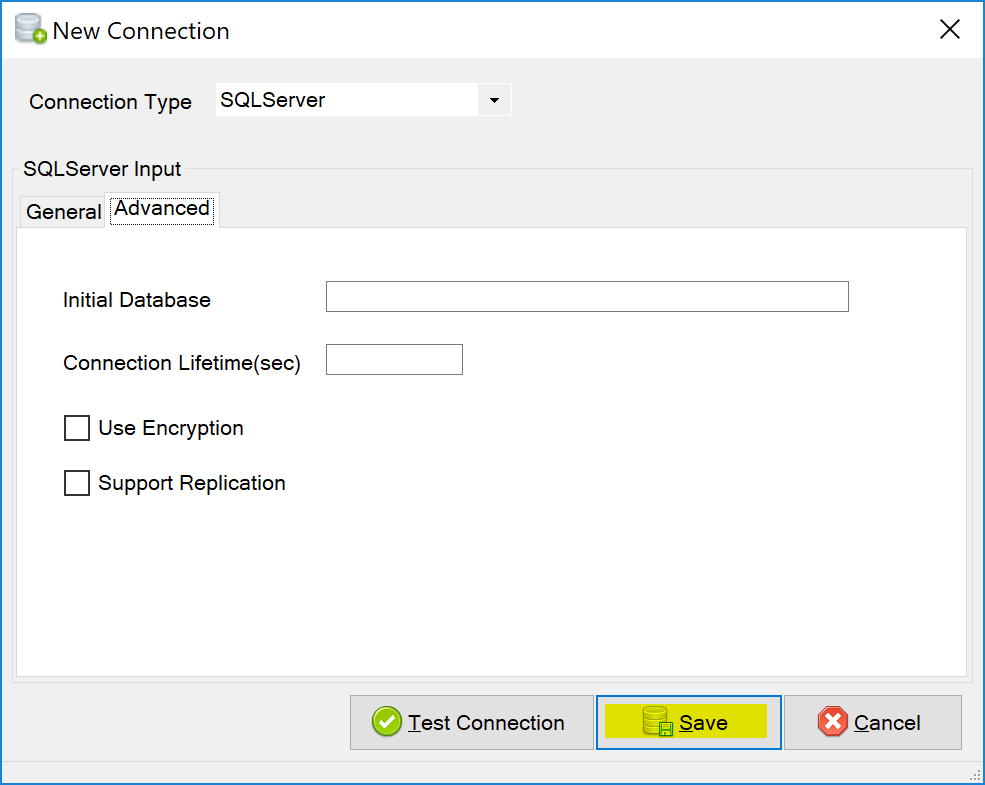 New Connection
Connection Type SQLServer
SQLServer Input
General Advanced
Initial Database
Connection Lifetime(sec)
Use Encryption
Support Replication
Test Connection Save Cancel